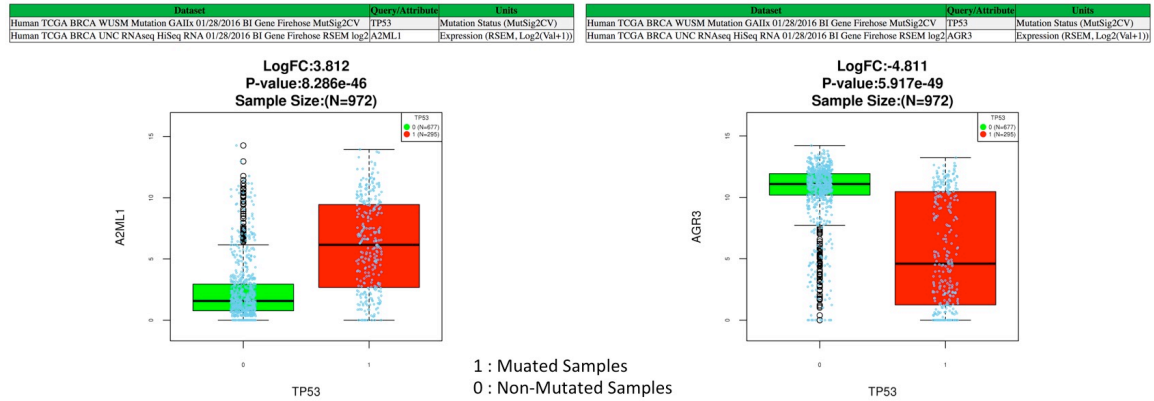 Dataset Query/Attribute Units
Human TCGA BRCA WUSM Mutation GAIIx 01/28/2016 BI Gene Firehose MutSig2CV TP53 Mutation Status (MutSig2CV)
Human TCGA BRCA UNC RNAseq HiSeq RNA 01/28/2016 BI Gene Firehose RSEM log2 A2ML1 Expression (RSEM, Log2(Val+1))
LogFC:3.812
P-value:8.286e-46
Sample Size:(N=972)
TP53
0 (N=677)
1 (N=295)
15
10
5
0
A2ML1
0 1
TP53
Dataset Query/Attribute Units
Human TCGA BRCA WUSM Mutation GAIIx 01/28/2016 BI Gene Firehose MutSig2CV TP53 Mutation Status (MutSig2CV)
Human TCGA BRCA UNC RNAseq HiSeq RNA 01/28/2016 BI Gene Firehose RSEM log2 AGR3 Expression (RSEM, Log2(Val+1))
LogFC:-4.811
P-value:5.917e-49
Sample Size:(N=972)
TP53
0 (N=677)
1 (N=295)
15
10
5
0
AGR3
0 1
TP53
1 : Muated Samples
0 : Non-Mutated Samples